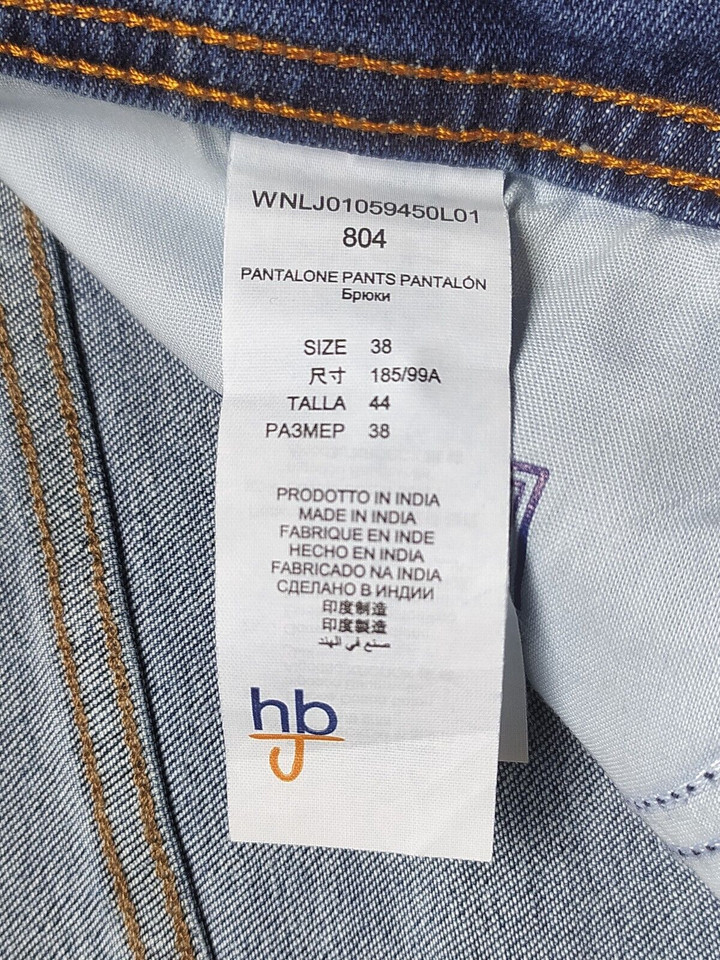 WNLJ01059450L01
804
PANTALONE PANTS PANTALÓN
Брюки
SIZE 38
尺寸 185/99A
TALLA 44
РАЗМЕР 38
PRODOTTO IN INDIA
MADE IN INDIA
FABRIQUE EN INDE
HECHO EN INDIA
FABRICADO NA INDIA
СДЕЛАНО В ИНДИИ
印度制造
印度製造
صنع في الهند
hjb